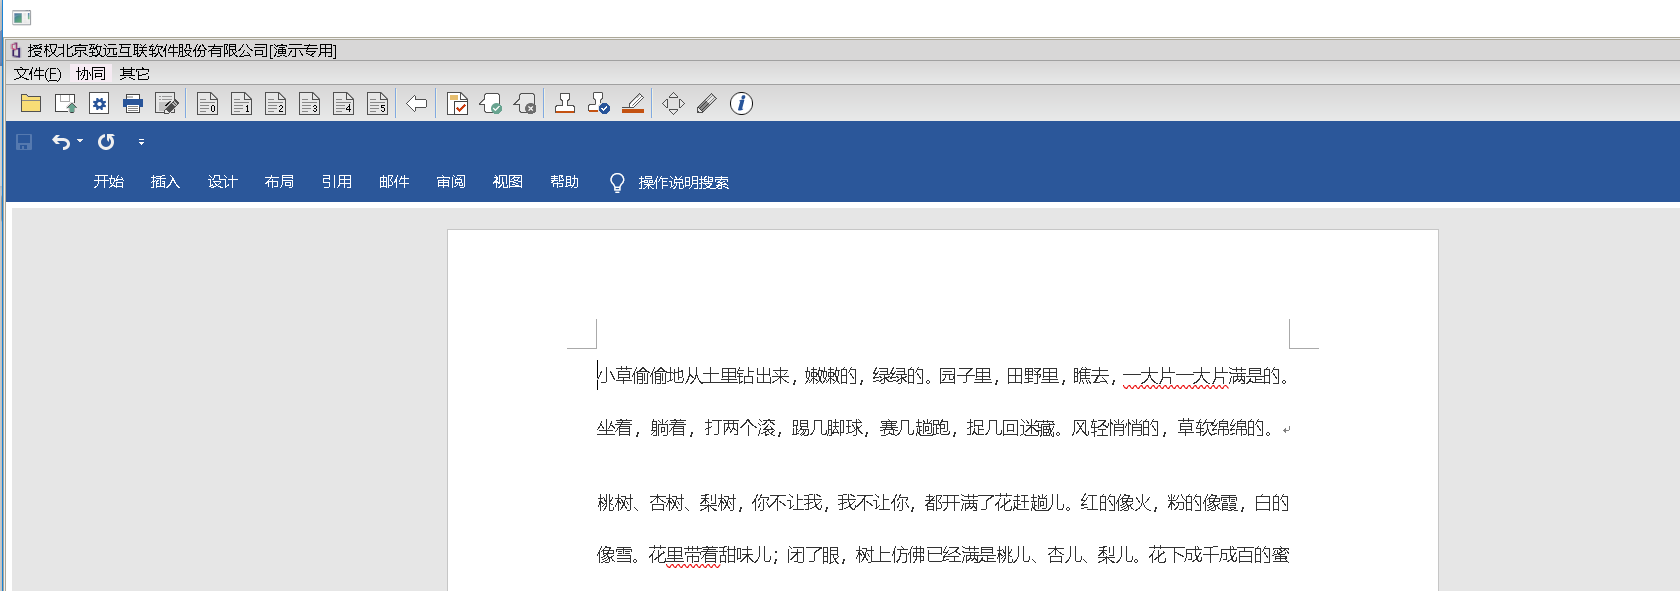 授权北京致远互联软件股份有限公司[演示专用]
文件(F) 协同 其它
0 1 2 3 4 5
开始 插入 设计 布局 引用 邮件 审阅 视图 帮助 操作说明搜索
小草偷偷地从土里钻出来，嫩嫩的，绿绿的。园子里，田野里，瞧去，一大片一大片满是的。
坐着，躺着，打两个滚，踢几脚球，赛几趟跑，捉几回迷藏。风轻悄悄的，草软绵绵的。
桃树、杏树、梨树，你不让我，我不让你，都开满了花赶趟儿。红的像火，粉的像霞，白的
像雪。花里带着甜味儿；闭了眼，树上仿佛已经满是桃儿、杏儿、梨儿。花下成千成百的蜜